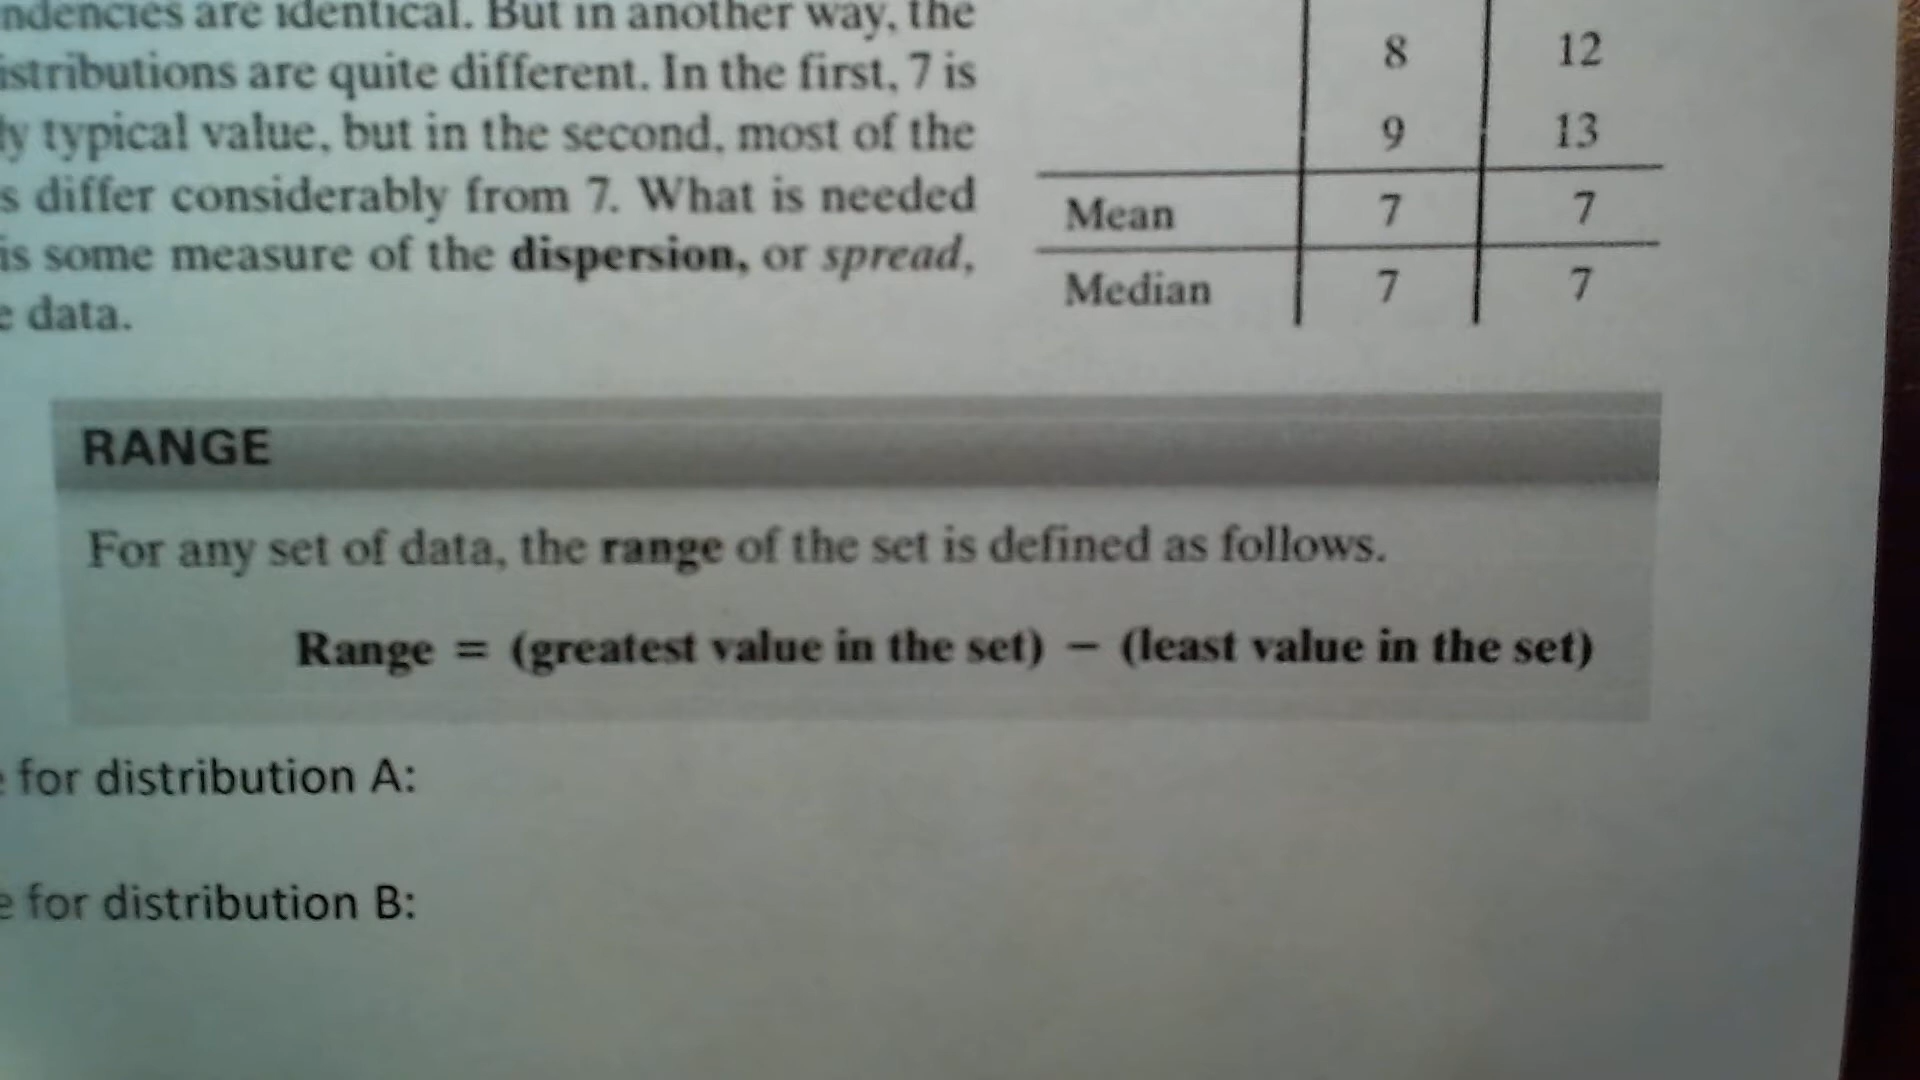 ndencies are identical. But in another way, the
istributions are quite different. In the first, 7 is
ly typical value, but in the second, most of the
s differ considerably from 7. What is needed
is some measure of the dispersion, or spread,
e data.
8 12
9 13
Mean 7 7
Median 7 7
RANGE
For any set of data, the range of the set is defined as follows.
Range = (greatest value in the set) − (least value in the set)
e for distribution A:
e for distribution B: